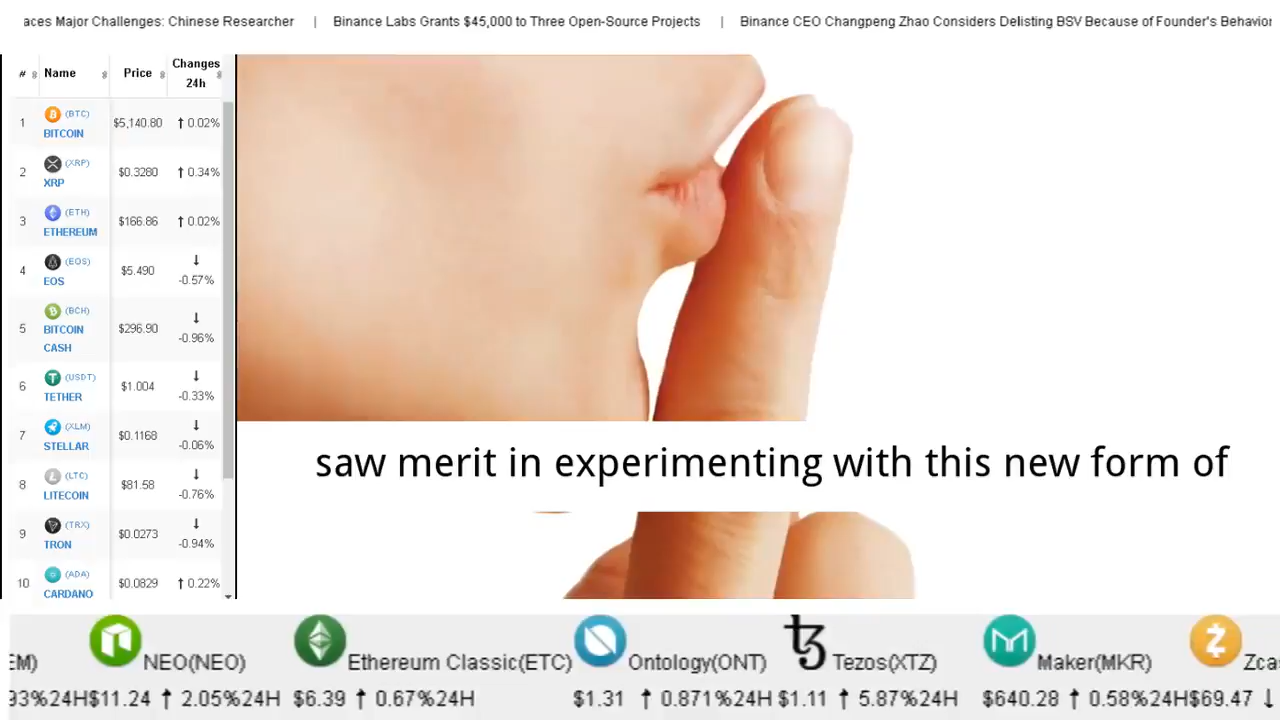 aces Major Challenges: Chinese Researcher | Binance Labs Grants $45,000 to Three Open-Source Projects | Binance CEO Changpeng Zhao Considers Delisting BSV Because of Founder's Behavior
# Name Price Changes 24h
1 (BTC) BITCOIN $5,140.80 ↑ 0.02%
2 (XRP) XRP $0.3280 ↑ 0.34%
3 (ETH) ETHEREUM $166.86 ↑ 0.02%
4 (EOS) EOS $5.490 ↓ -0.57%
5 (BCH) BITCOIN CASH $296.90 ↓ -0.96%
6 (USDT) TETHER $1.004 ↓ -0.33%
7 (XLM) STELLAR $0.1168 ↓ -0.06%
8 (LTC) LITECOIN $81.58 ↓ -0.76%
9 (TRX) TRON $0.0273 ↓ -0.94%
10 (ADA) CARDANO $0.0829 ↑ 0.22%
saw merit in experimenting with this new form of
EM) NEO(NEO) Ethereum Classic(ETC) Ontology(ONT) Tezos(XTZ) Maker(MKR) Zcas
93%24H $11.24 ↑ 2.05%24H $6.39 ↑ 0.67%24H $1.31 ↑ 0.871%24H $1.11 ↑ 5.87%24H $640.28 ↑ 0.58%24H $69.47 ↓